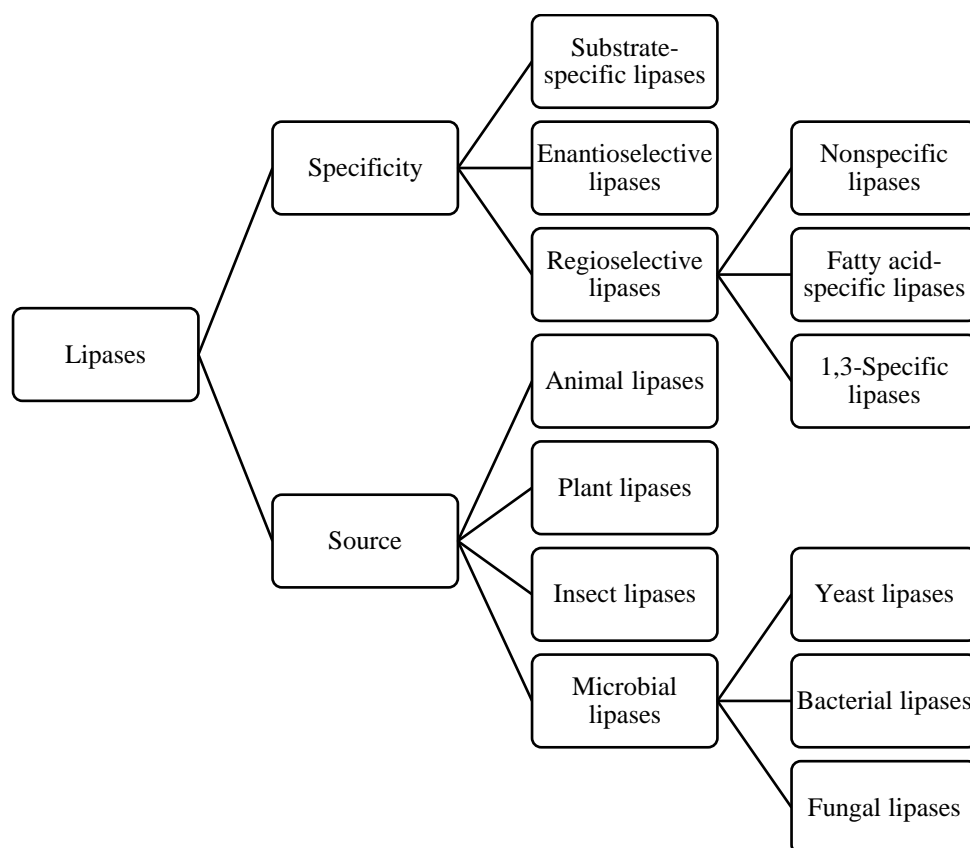 Substrate-
specific lipases
Specificity
Enantioselective
lipases
Nonspecific
lipases
Regioselective
lipases
Fatty acid-
specific lipases
Lipases
Animal lipases
1,3-Specific
lipases
Plant lipases
Source
Insect lipases
Yeast lipases
Microbial
lipases
Bacterial lipases
Fungal lipases